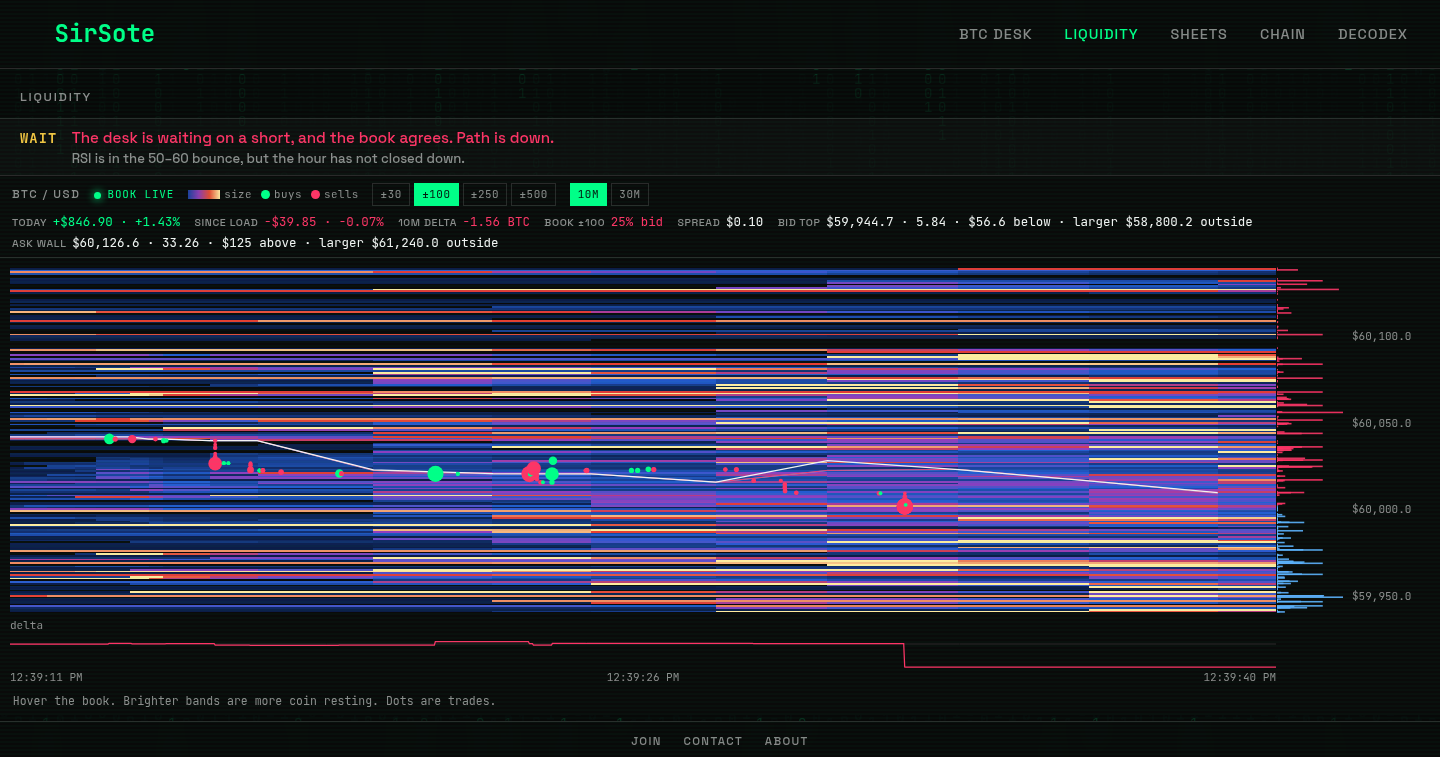 SirSote
BTC DESK LIQUIDITY SHEETS CHAIN DECODEX
LIQUIDITY
WAIT The desk is waiting on a short, and the book agrees. Path is down.
RSI is in the 50–60 bounce, but the hour has not closed down.
BTC / USD BOOK LIVE size buys sells ±30 ±100 ±250 ±500 10M 30M
TODAY +$846.90 · +1.43% SINCE LOAD -$39.85 · -0.07% 10M DELTA -1.56 BTC BOOK ±100 25% bid SPREAD $0.10 BID TOP $59,944.7 · 5.84 · $56.6 below · larger $58,800.2 outside
ASK WALL $60,126.6 · 33.26 · $125 above · larger $61,240.0 outside
$60,100.0
$60,050.0
$60,000.0
$59,950.0
delta
12:39:11 PM 12:39:26 PM 12:39:40 PM
Hover the book. Brighter bands are more coin resting. Dots are trades.
JOIN CONTACT ABOUT